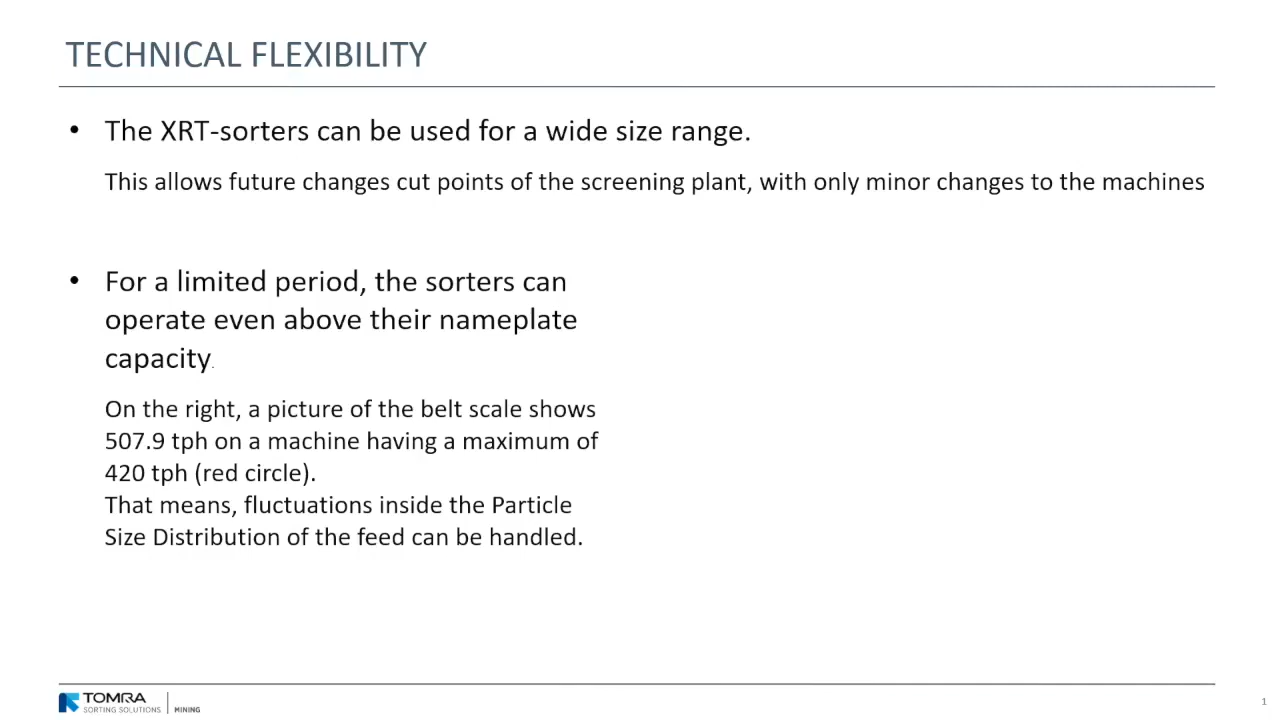 TECHNICAL FLEXIBILITY
• The XRT-sorters can be used for a wide size range.
This allows future changes cut points of the screening plant, with only minor changes to the machines
• For a limited period, the sorters can
operate even above their nameplate
capacity.
On the right, a picture of the belt scale shows
507.9 tph on a machine having a maximum of
420 tph (red circle).
That means, fluctuations inside the Particle
Size Distribution of the feed can be handled.
TOMRA
SORTING SOLUTIONS | MINING
1